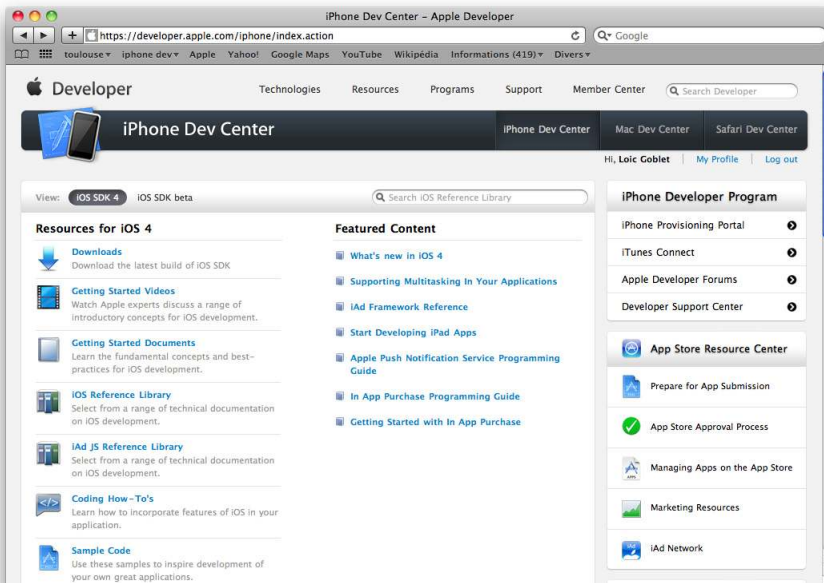 iPhone Dev Center – Apple Developer
https://developer.apple.com/iphone/index.action
Google
toulouse iphone dev Apple Yahoo! Google Maps YouTube Wikipédia Informations (419) Divers
Developer
Technologies Resources Programs Support Member Center Search Developer
iPhone Dev Center
iPhone Dev Center Mac Dev Center Safari Dev Center
Hi, Loic Goblet My Profile Log out
View: iOS SDK 4 iOS SDK beta
Search iOS Reference Library
Resources for iOS 4
Downloads
Download the latest build of iOS SDK
Getting Started Videos
Watch Apple experts discuss a range of
introductory concepts for iOS development.
Getting Started Documents
Learn the fundamental concepts and best-
practices for iOS development.
iOS Reference Library
Select from a range of technical documentation
on iOS development.
iAd JS Reference Library
Select from a range of technical documentation
on iOS development.
Coding How-To's
Learn how to incorporate features of iOS in your
application.
Sample Code
Use these samples to inspire development of
your own great applications.
Featured Content
What's new in iOS 4
Supporting Multitasking In Your Applications
iAd Framework Reference
Start Developing iPad Apps
Apple Push Notification Service Programming
Guide
In App Purchase Programming Guide
Getting Started with In App Purchase
iPhone Developer Program
iPhone Provisioning Portal
iTunes Connect
Apple Developer Forums
Developer Support Center
App Store Resource Center
Prepare for App Submission
App Store Approval Process
Managing Apps on the App Store
Marketing Resources
iAd Network